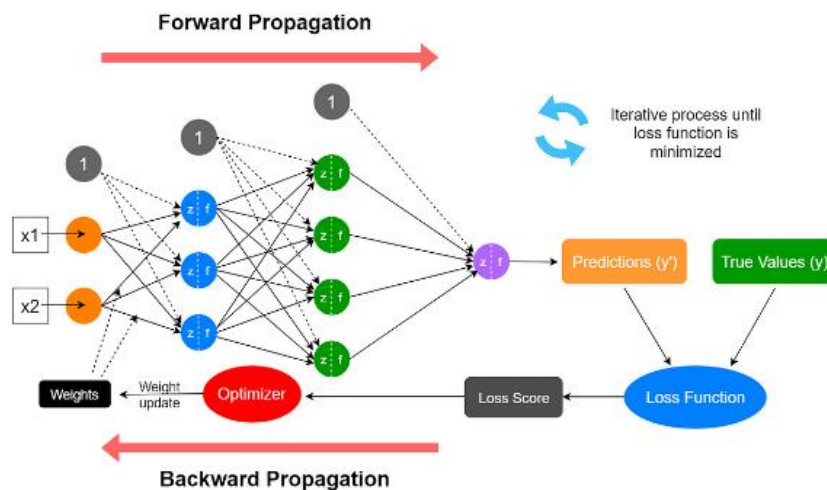 Forward Propagation
1
1
1
Iterative process until
loss function is
minimized
z f
z f
x1
z f
z f
z f
Predictions (y')
True Values (y)
x2
z f
z f
z f
z f
Weights
Weight
update
Optimizer
Loss Score
Loss Function
Backward Propagation